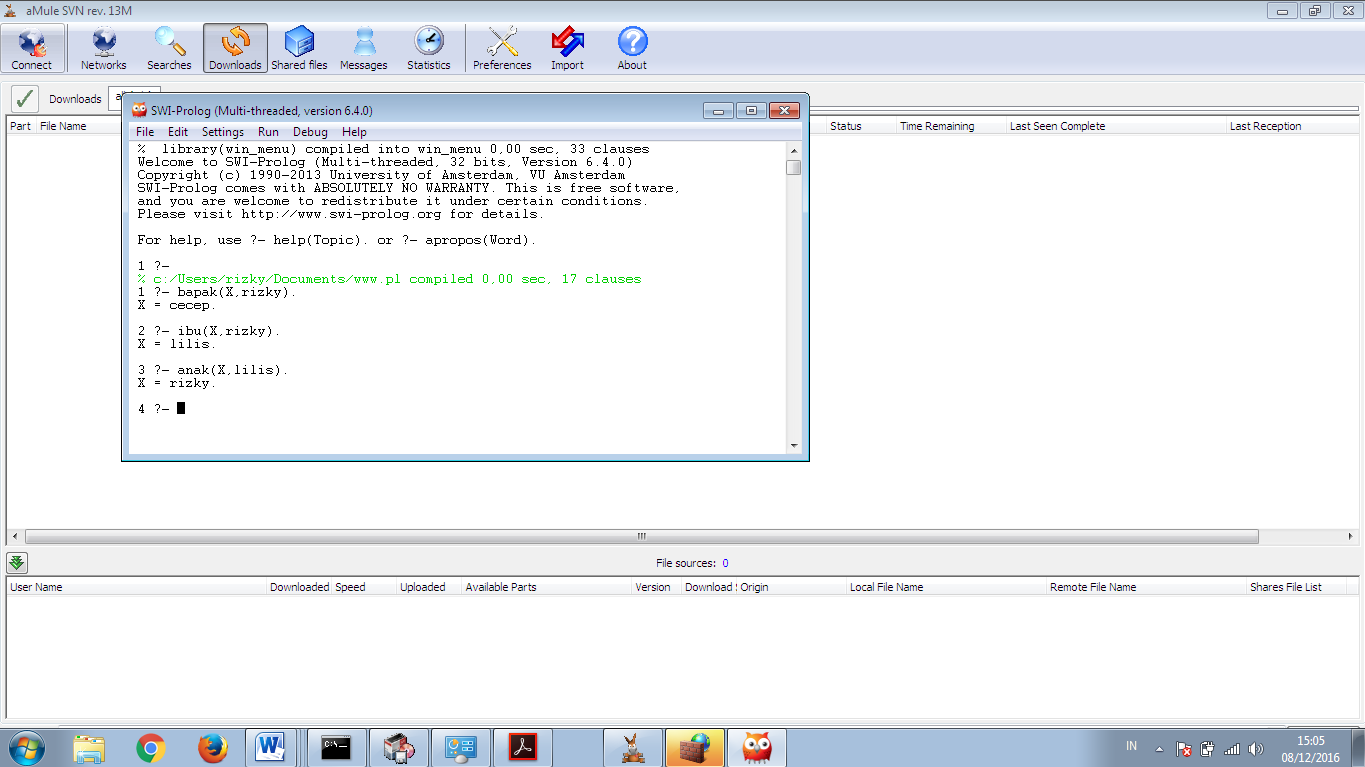 aMule SVN rev. 13M
Connect Networks Searches Downloads Shared files Messages Statistics Preferences Import About
Downloads
Part File Name Status Time Remaining Last Seen Complete Last Reception
SWI-Prolog (Multi-threaded, version 6.4.0)
File Edit Settings Run Debug Help
% library(win_menu) compiled into win_menu 0,00 sec, 33 clauses
Welcome to SWI-Prolog (Multi-threaded, 32 bits, Version 6.4.0)
Copyright (c) 1990-2013 University of Amsterdam, VU Amsterdam
SWI-Prolog comes with ABSOLUTELY NO WARRANTY. This is free software,
and you are welcome to redistribute it under certain conditions.
Please visit http://www.swi-prolog.org for details.
For help, use ?- help(Topic). or ?- apropos(Word).
1 ?-
% c:/Users/rizky/Documents/www.pl compiled 0,00 sec, 17 clauses
1 ?- bapak(X,rizky).
X = cecep.
2 ?- ibu(X,rizky).
X = lilis.
3 ?- anak(X,lilis).
X = rizky.
4 ?-
File sources: 0
User Name Downloaded Speed Uploaded Available Parts Version Download Origin Local File Name Remote File Name Shares File List
IN
15:05
08/12/2016